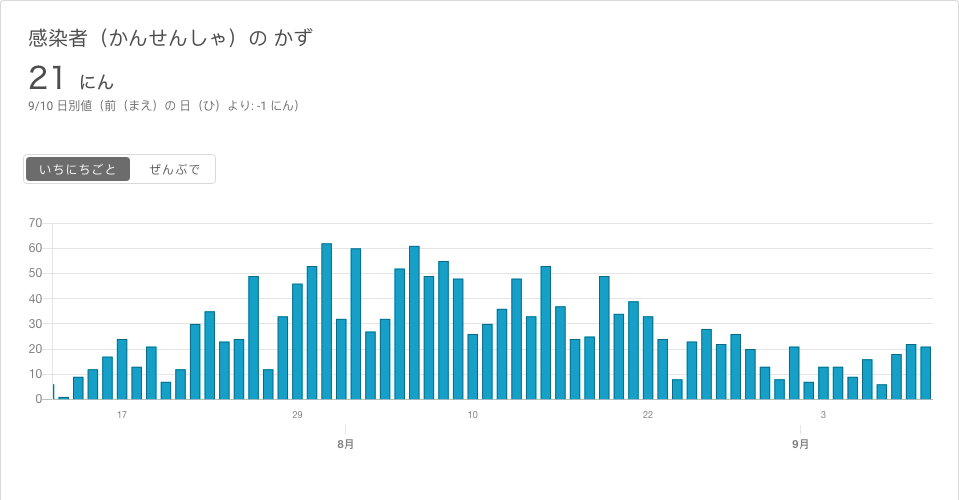 感染者（かんせんしゃ）の かず
21 にん
9/10 日別値（前（まえ）の 日（ひ）より: -1 にん）
いちにちごと ぜんぶで
70
60
50
40
30
20
10
0
17 29 10 22 3
8月 9月